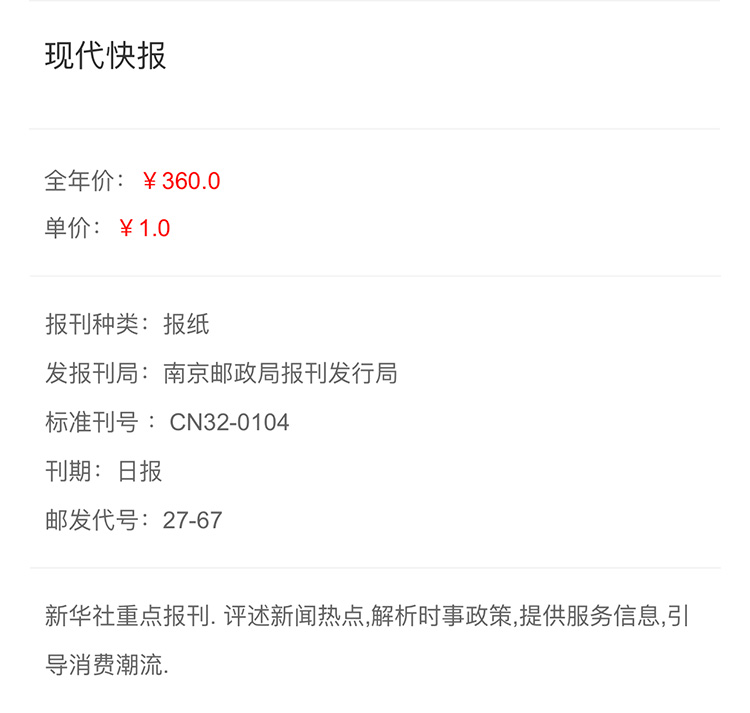 现代快报
全年价：￥360.0
单价：￥1.0
报刊种类：报纸
发报刊局：南京邮政局报刊发行局
标准刊号 ：CN32-0104
刊期：日报
邮发代号：27-67
新华社重点报刊. 评述新闻热点,解析时事政策,提供服务信息,引
导消费潮流.